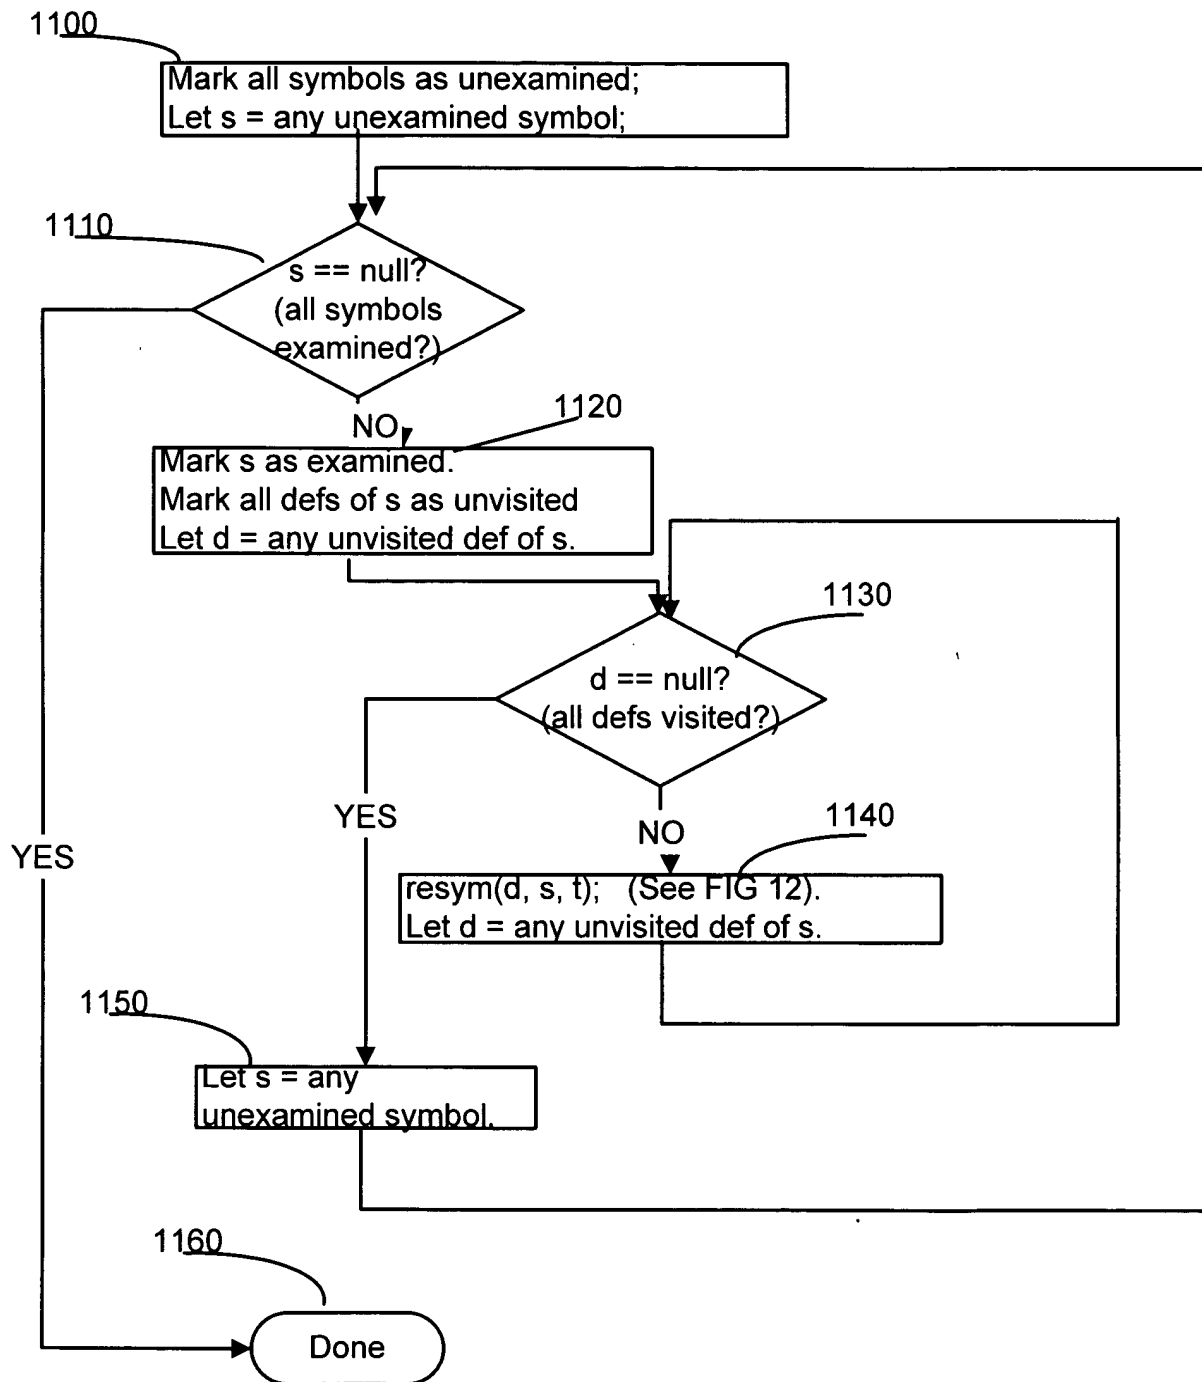 1100
Mark all symbols as unexamined;
Let s = any unexamined symbol;
1110
s == null?
(all symbols
examined?)
NO
1120
Mark s as examined.
Mark all defs of s as unvisited
Let d = any unvisited def of s.
1130
d == null?
(all defs visited?)
YES
NO
1140
YES
resym(d, s, t);   (See FIG 12).
Let d = any unvisited def of s.
1150
Let s = any
unexamined symbol.
1160
Done